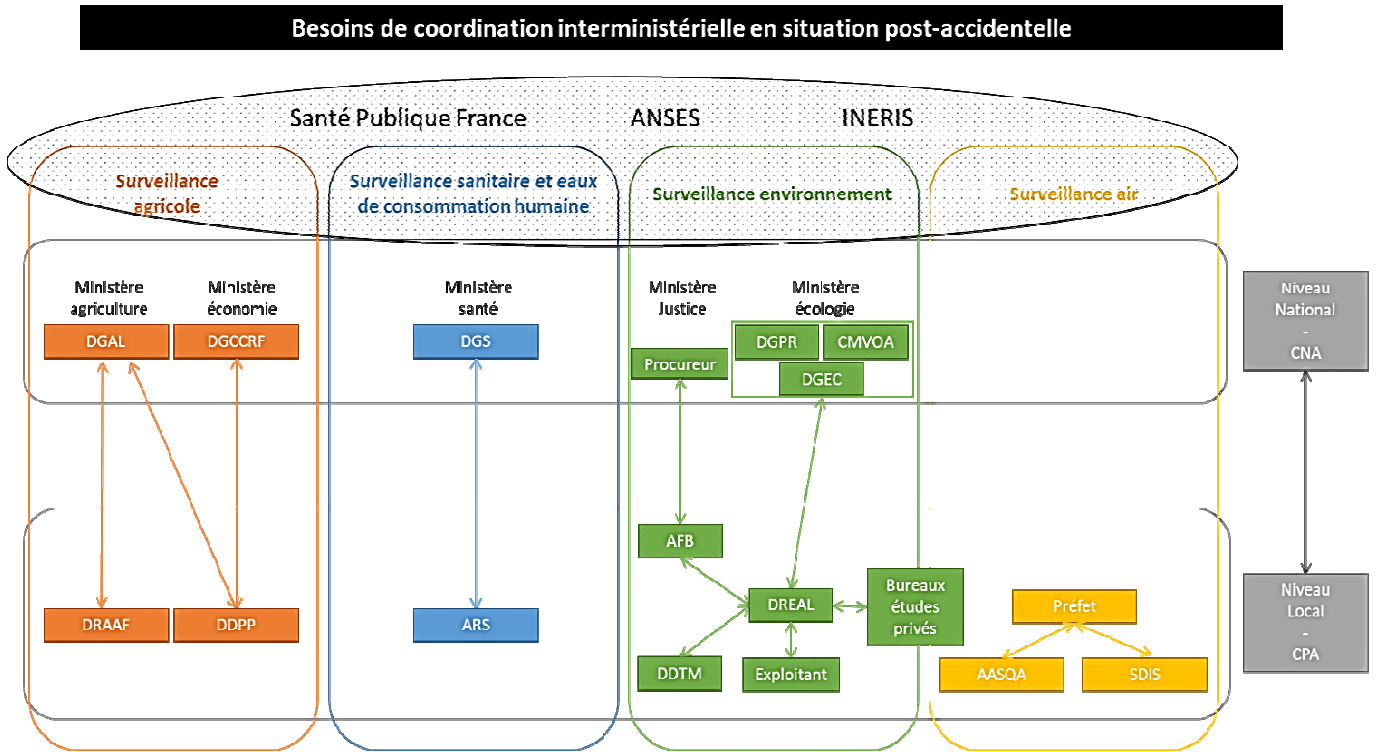 Besoins de coordination interministérielle en situation post-accidentelle
Santé Publique France
ANSES
INERIS
Surveillance
agricole
Surveillance sanitaire et eaux
de consommation humaine
Surveillance environnement
Surveillance air
Ministère
agriculture
Ministère
économie
Ministère
santé
Ministère
Justice
Ministère
écologie
DGAL
DGCCRF
DGS
Procureur
DGPR
CMVOA
DGEC
Niveau
National
-
CNA
AFB
DREAL
Bureaux
études
privés
DRAAF
DDPP
ARS
DDTM
Exploitant
Préfet
AASQA
SDIS
Niveau
Local
-
CPA